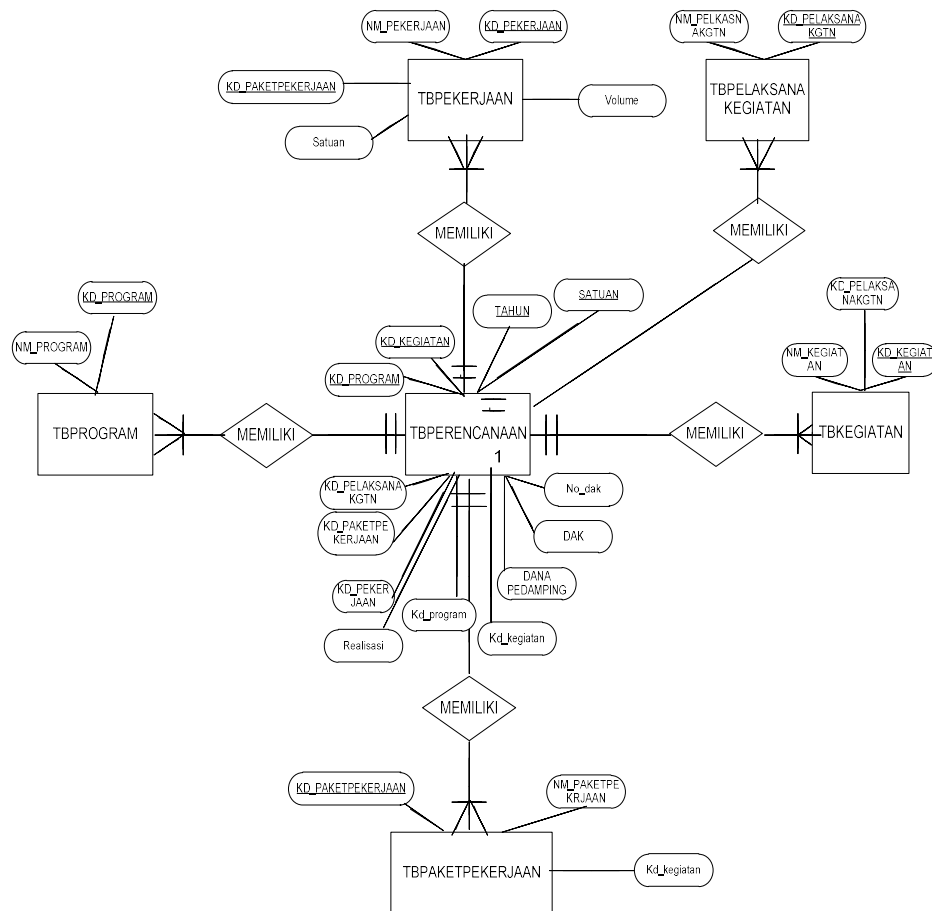 NM_PEKERJAAN
KD_PEKERJAAN
NM_PELKASN
AKGTN
KD_PELAKSANA
KGTN
KD_PAKETPEKERJAAN
TBPEKERJAAN
Volume
TBPELAKSANA
KEGIATAN
Satuan
MEMILIKI
MEMILIKI
KD_PROGRAM
NM_PROGRAM
KD_KEGIATAN
TAHUN
SATUAN
KD_PROGRAM
KD_PELAKSA
NAKGTN
NM_KEGIAT
AN
KD_KEGIAT
AN
TBPROGRAM
MEMILIKI
TBPERENCANAAN
1
MEMILIKI
TBKEGIATAN
KD_PELAKSANA
KGTN
KD_PAKETPE
KERJAAN
KD_PEKER
JAAN
Realisasi
Kd_program
Kd_kegiatan
No_dak
DAK
DANA
PEDAMPING
MEMILIKI
KD_PAKETPEKERJAAN
NM_PAKETPE
KRJAAN
TBPAKETPEKERJAAN
Kd_kegiatan